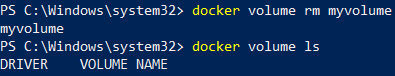 PS C:\Windows\system32> docker volume rm myvolume
myvolume
PS C:\Windows\system32> docker volume ls
DRIVER    VOLUME NAME